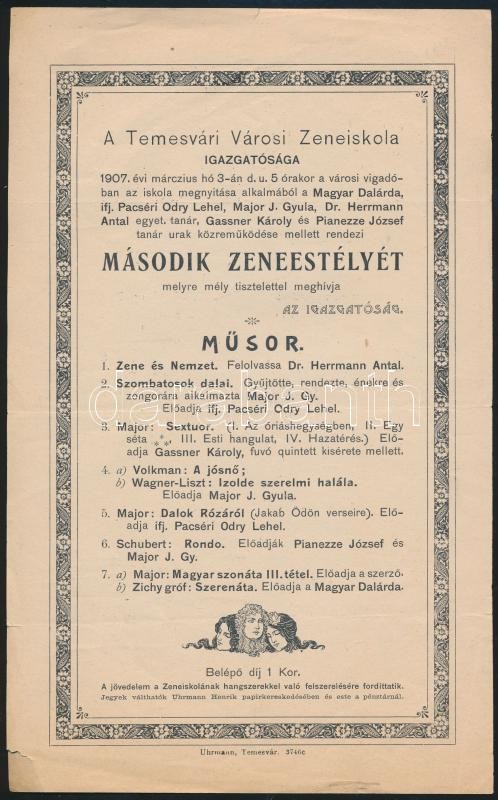 A Temesvári Városi Zeneiskola
IGAZGATÓSÁGA
1907. évi márczius hó 3-án d. u. 5 órakor a városi vigadó-
ban az iskola megnyitása alkalmából a Magyar Dalárda,
ifj. Pacséri Odry Lehel, Major J. Gyula, Dr. Herrmann
Antal egyet. tanár, Gassner Károly és Pianezze József
tanár urak közreműködése mellett rendezi
MÁSODIK ZENEESTÉLYÉT
melyre mély tisztelettel meghívja
AZ IGAZGATÓSÁG.
MŰSOR.
1. Zene és Nemzet. Felolvassa Dr. Herrmann Antal.
2. Szombatosok dalai. Gyűjtötte, rendezte, énekre és
zongorára alkalmazta Major J. Gy.
Előadja ifj. Pacséri Odry Lehel.
3. Major: Sextuor. (I. Az óriáshegységben, II. Egy
séta ***, III. Esti hangulat, IV. Hazatérés.) Elő-
adja Gassner Károly, fuvó quintett kisérete mellett.
4. a) Volkman: A jósnő;
b) Wagner-Liszt: Izolde szerelmi halála.
Előadja Major J. Gyula.
5. Major: Dalok Rózáról (Jakab Ödön verseire). Elő-
adja ifj. Pacséri Odry Lehel.
6. Schubert: Rondo. Előadják Pianezze József és
Major J. Gy.
7. a) Major: Magyar szonáta III. tétel. Előadja a szerző.
b) Zichy gróf: Szerenáta. Előadja a Magyar Dalárda.
Belépő díj 1 Kor.
A jövedelem a Zeneiskolának hangszerekkel való felszerelésére fordittatik.
Jegyek válthatók Uhrmann Henrik papirkereskedésében és este a pénztárnál.
Uhrmann, Temesvár. 3746c
darabanth